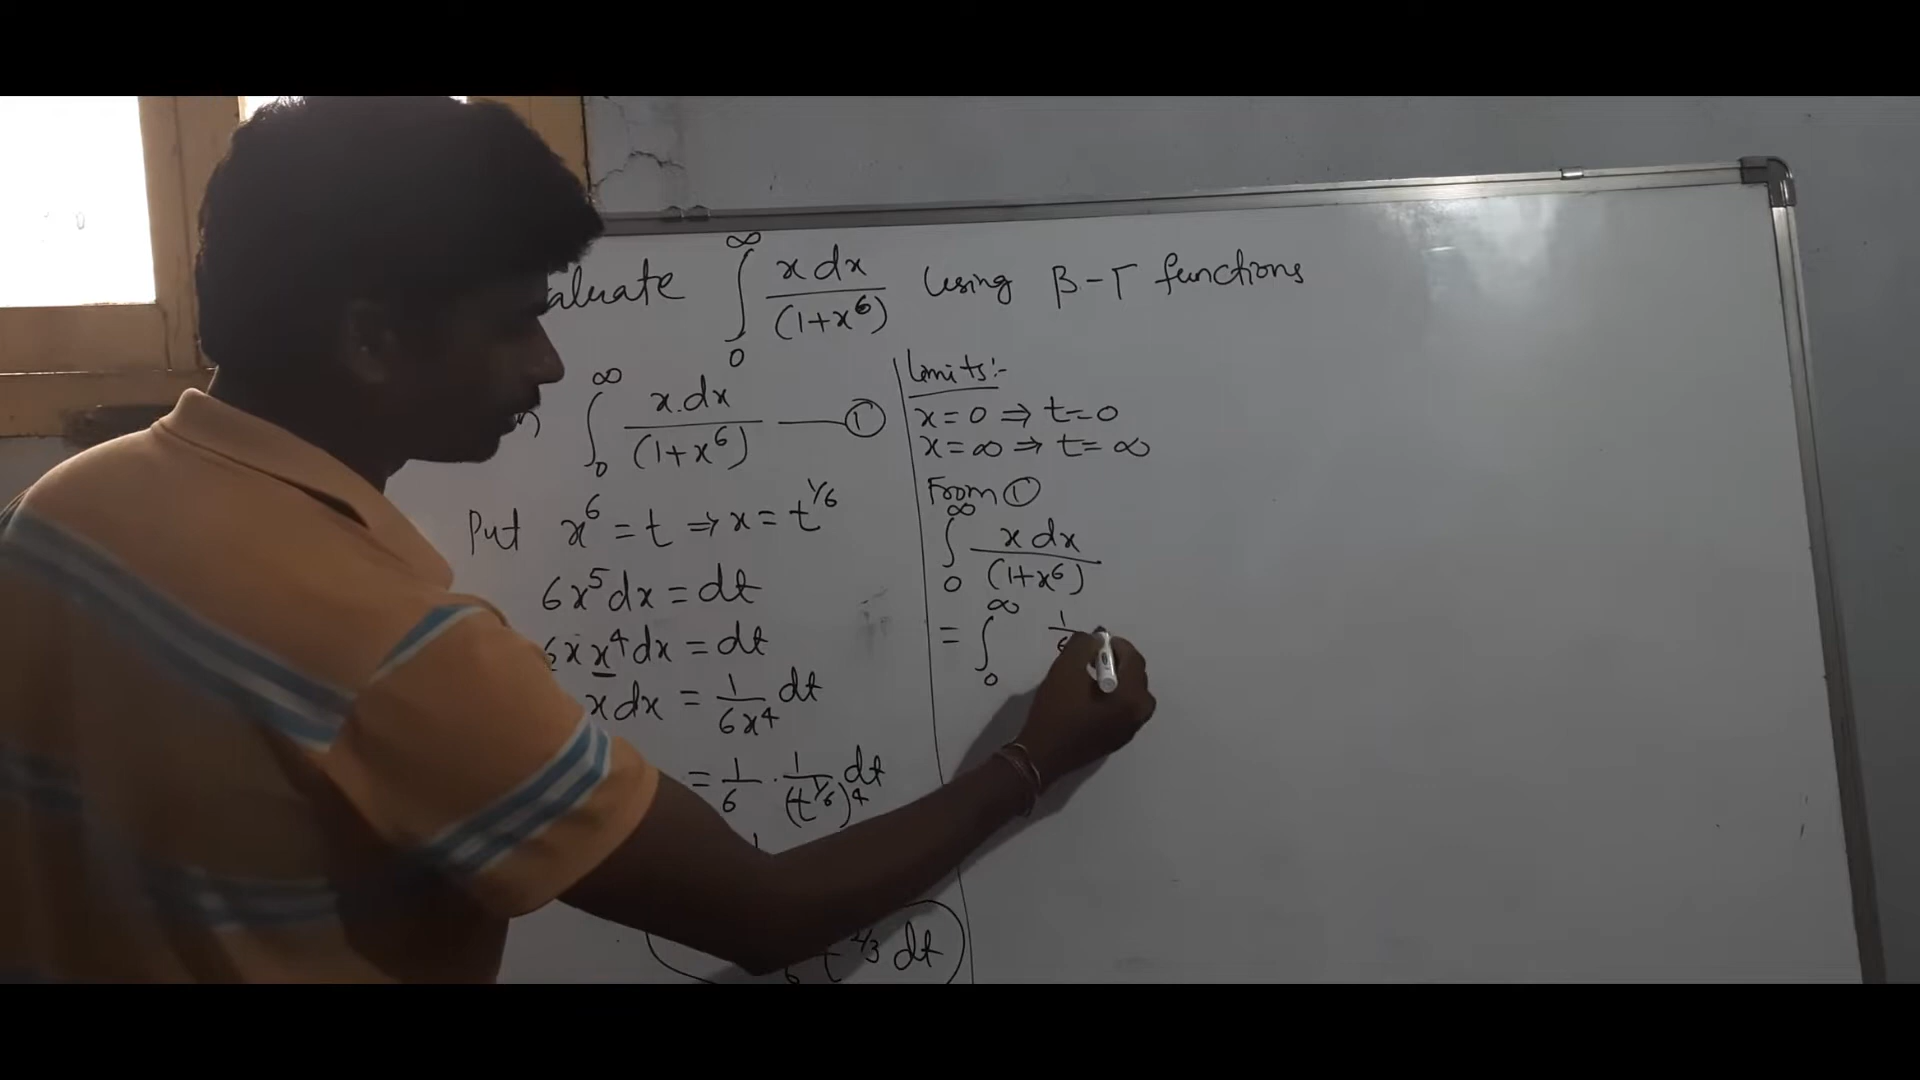 aluate ∫₀^∞ x dx / (1+x⁶) Using β-Γ functions
∫₀^∞ x.dx / (1+x⁶) —— ①
Put x⁶ = t ⇒ x = t^1/6
6x⁵dx = dt
6x x⁴dx = dt
x dx = 1/6x⁴ dt
= 1/6 . 1/(t^1/6)⁴ dt
dt
Limits:-
x = 0 ⇒ t = 0
x = ∞ ⇒ t = ∞
From ①
∫₀^∞ x dx / (1+x⁶)
= ∫₀^∞ 1/6